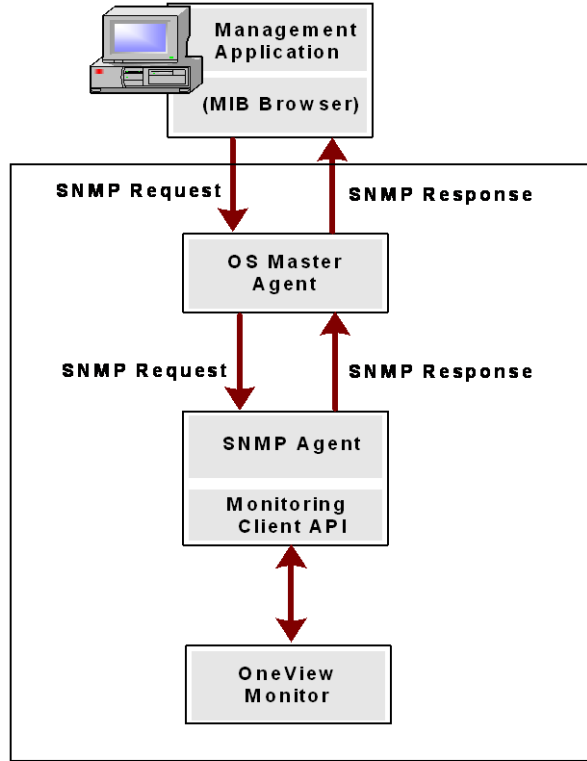 Management
Application
(MIB Browser)
SNMP Request
SNMP Response
OS Master
Agent
SNMP Request
SNMP Response
SNMP Agent
Monitoring
Client API
OneView
Monitor